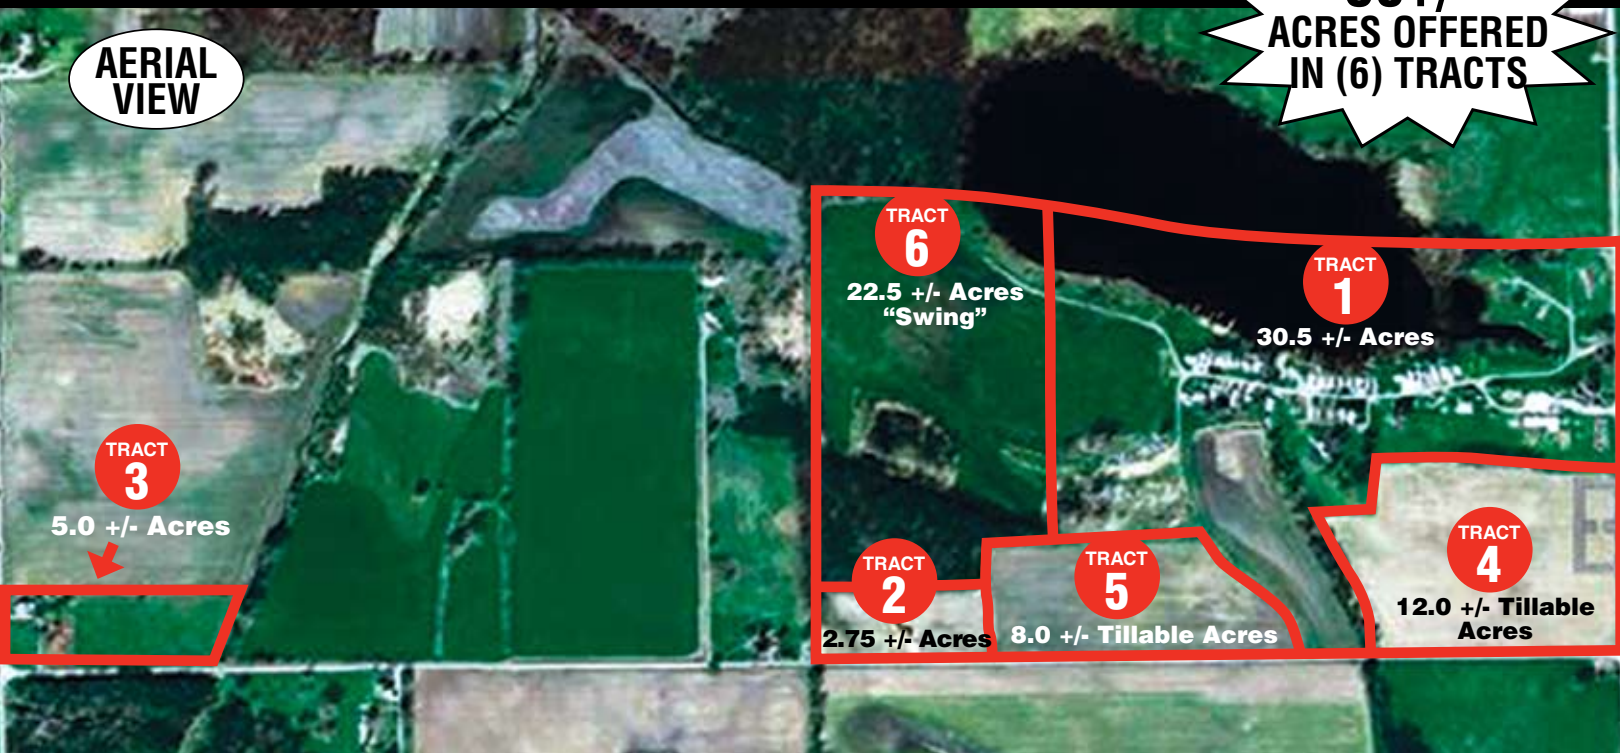 AERIAL
VIEW
ACRES OFFERED
IN (6) TRACTS
TRACT
6
22.5 +/- Acres
“Swing”
TRACT
1
30.5 +/- Acres
TRACT
3
5.0 +/- Acres
TRACT
2
2.75 +/- Acres
TRACT
5
8.0 +/- Tillable Acres
TRACT
4
12.0 +/- Tillable
Acres